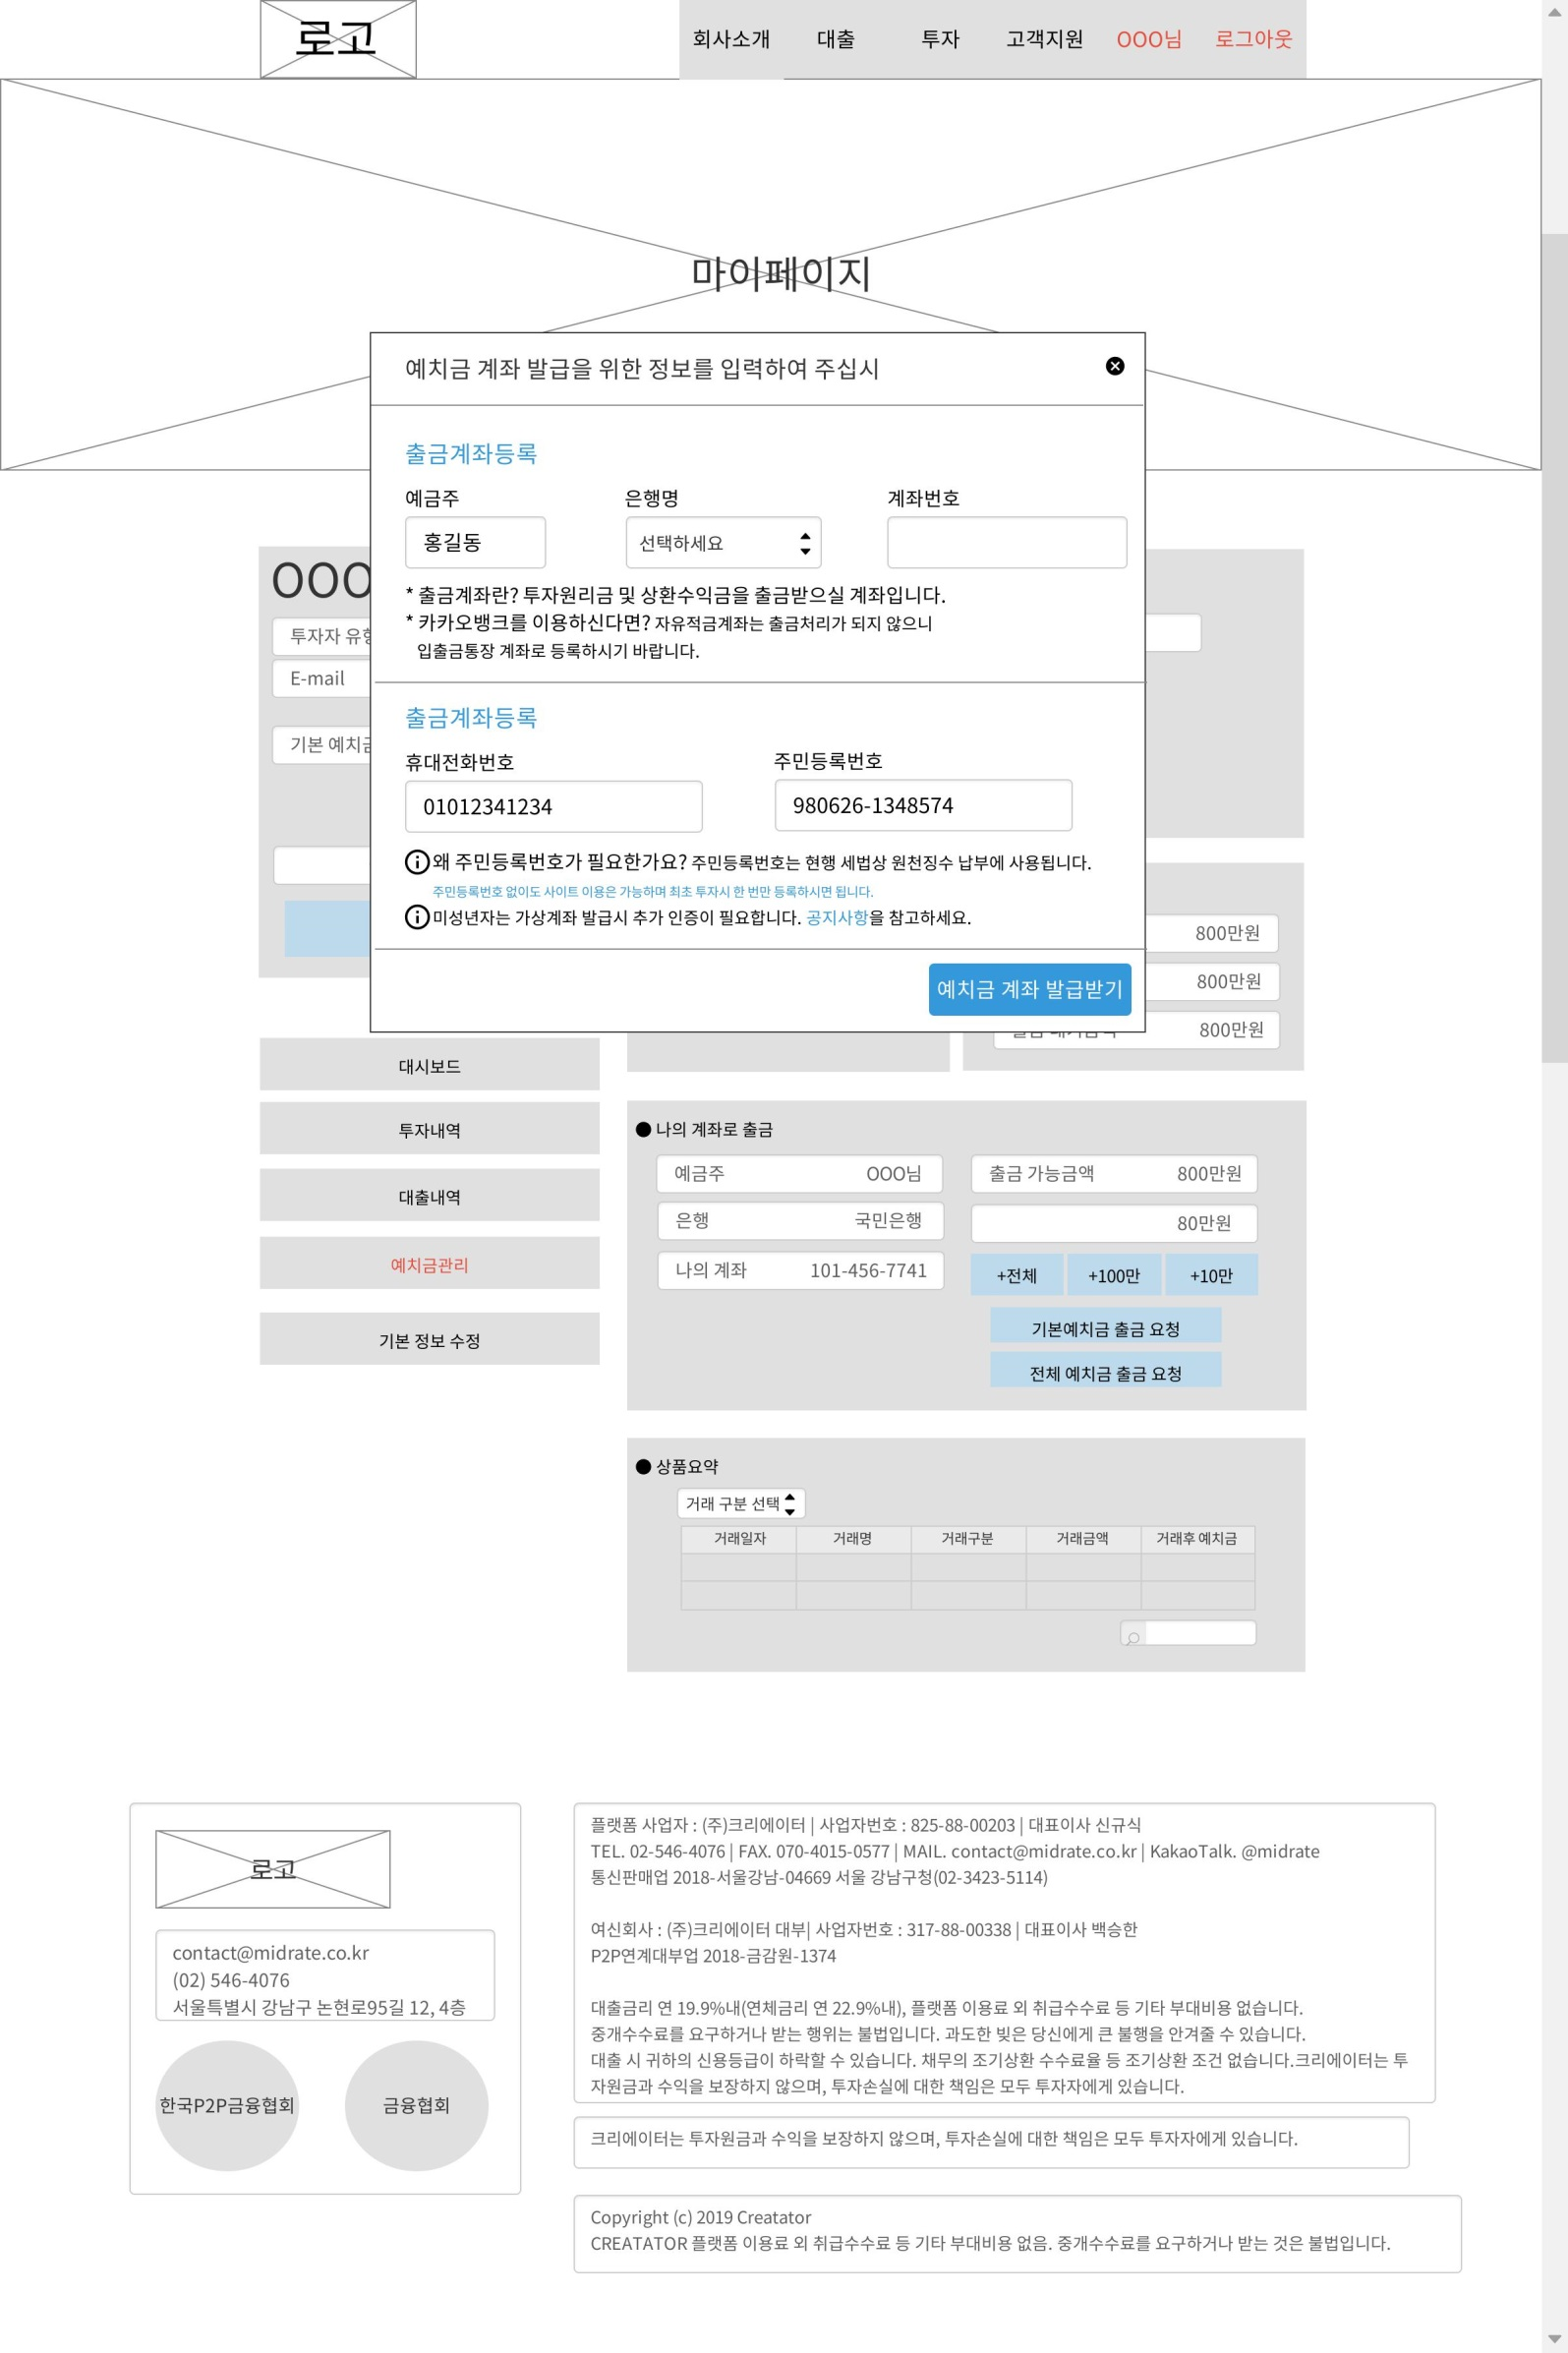 로고
회사소개 대출 투자 고객지원 OOO님 로그아웃
마이페이지
예치금 계좌 발급을 위한 정보를 입력하여 주십시
출금계좌등록
예금주 은행명 계좌번호
홍길동 선택하세요
* 출금계좌란? 투자원리금 및 상환수익금을 출금받으실 계좌입니다.
* 카카오뱅크를 이용하신다면? 자유적금계좌는 출금처리가 되지 않으니
입출금통장 계좌로 등록하시기 바랍니다.
출금계좌등록
휴대전화번호 주민등록번호
01012341234 980626-1348574
왜 주민등록번호가 필요한가요? 주민등록번호는 현행 세법상 원천징수 납부에 사용됩니다.
주민등록번호 없이도 사이트 이용은 가능하며 최초 투자시 한 번만 등록하시면 됩니다.
미성년자는 가상계좌 발급시 추가 인증이 필요합니다. 공지사항을 참고하세요.
예치금 계좌 발급받기
OOO
투자자
E-mail
기본
800만원
800만원
800만원
대시보드
투자내역
대출내역
예치금관리
기본 정보 수정
나의 계좌로 출금
예금주 OOO님 출금 가능금액 800만원
은행 국민은행 80만원
나의 계좌 101-456-7741
+전체 +100만 +10만
기본예치금 출금 요청
전체 예치금 출금 요청
상품요약
거래 구분 선택
거래일자 거래명 거래구분 거래금액 거래후 예치금
로고
contact@midrate.co.kr
(02) 546-4076
서울특별시 강남구 논현로95길 12, 4층
한국P2P금융협회 금융협회
플랫폼 사업자 : (주)크리에이터 | 사업자번호 : 825-88-00203 | 대표이사 신규식
TEL. 02-546-4076 | FAX. 070-4015-0577 | MAIL. contact@midrate.co.kr | KakaoTalk. @midrate
통신판매업 2018-서울강남-04669 서울 강남구청(02-3423-5114)
여신회사 : (주)크리에이터 대부| 사업자번호 : 317-88-00338 | 대표이사 백승한
P2P연계대부업 2018-금감원-1374
대출금리 연 19.9%내(연체금리 연 22.9%내), 플랫폼 이용료 외 취급수수료 등 기타 부대비용 없습니다.
중개수수료를 요구하거나 받는 행위는 불법입니다. 과도한 빚은 당신에게 큰 불행을 안겨줄 수 있습니다.
대출 시 귀하의 신용등급이 하락할 수 있습니다. 채무의 조기상환 수수료율 등 조기상환 조건 없습니다.크리에이터는 투
자원금과 수익을 보장하지 않으며, 투자손실에 대한 책임은 모두 투자자에게 있습니다.
크리에이터는 투자원금과 수익을 보장하지 않으며, 투자손실에 대한 책임은 모두 투자자에게 있습니다.
Copyright (c) 2019 Creatator
CREATATOR 플랫폼 이용료 외 취급수수료 등 기타 부대비용 없음. 중개수수료를 요구하거나 받는 것은 불법입니다.